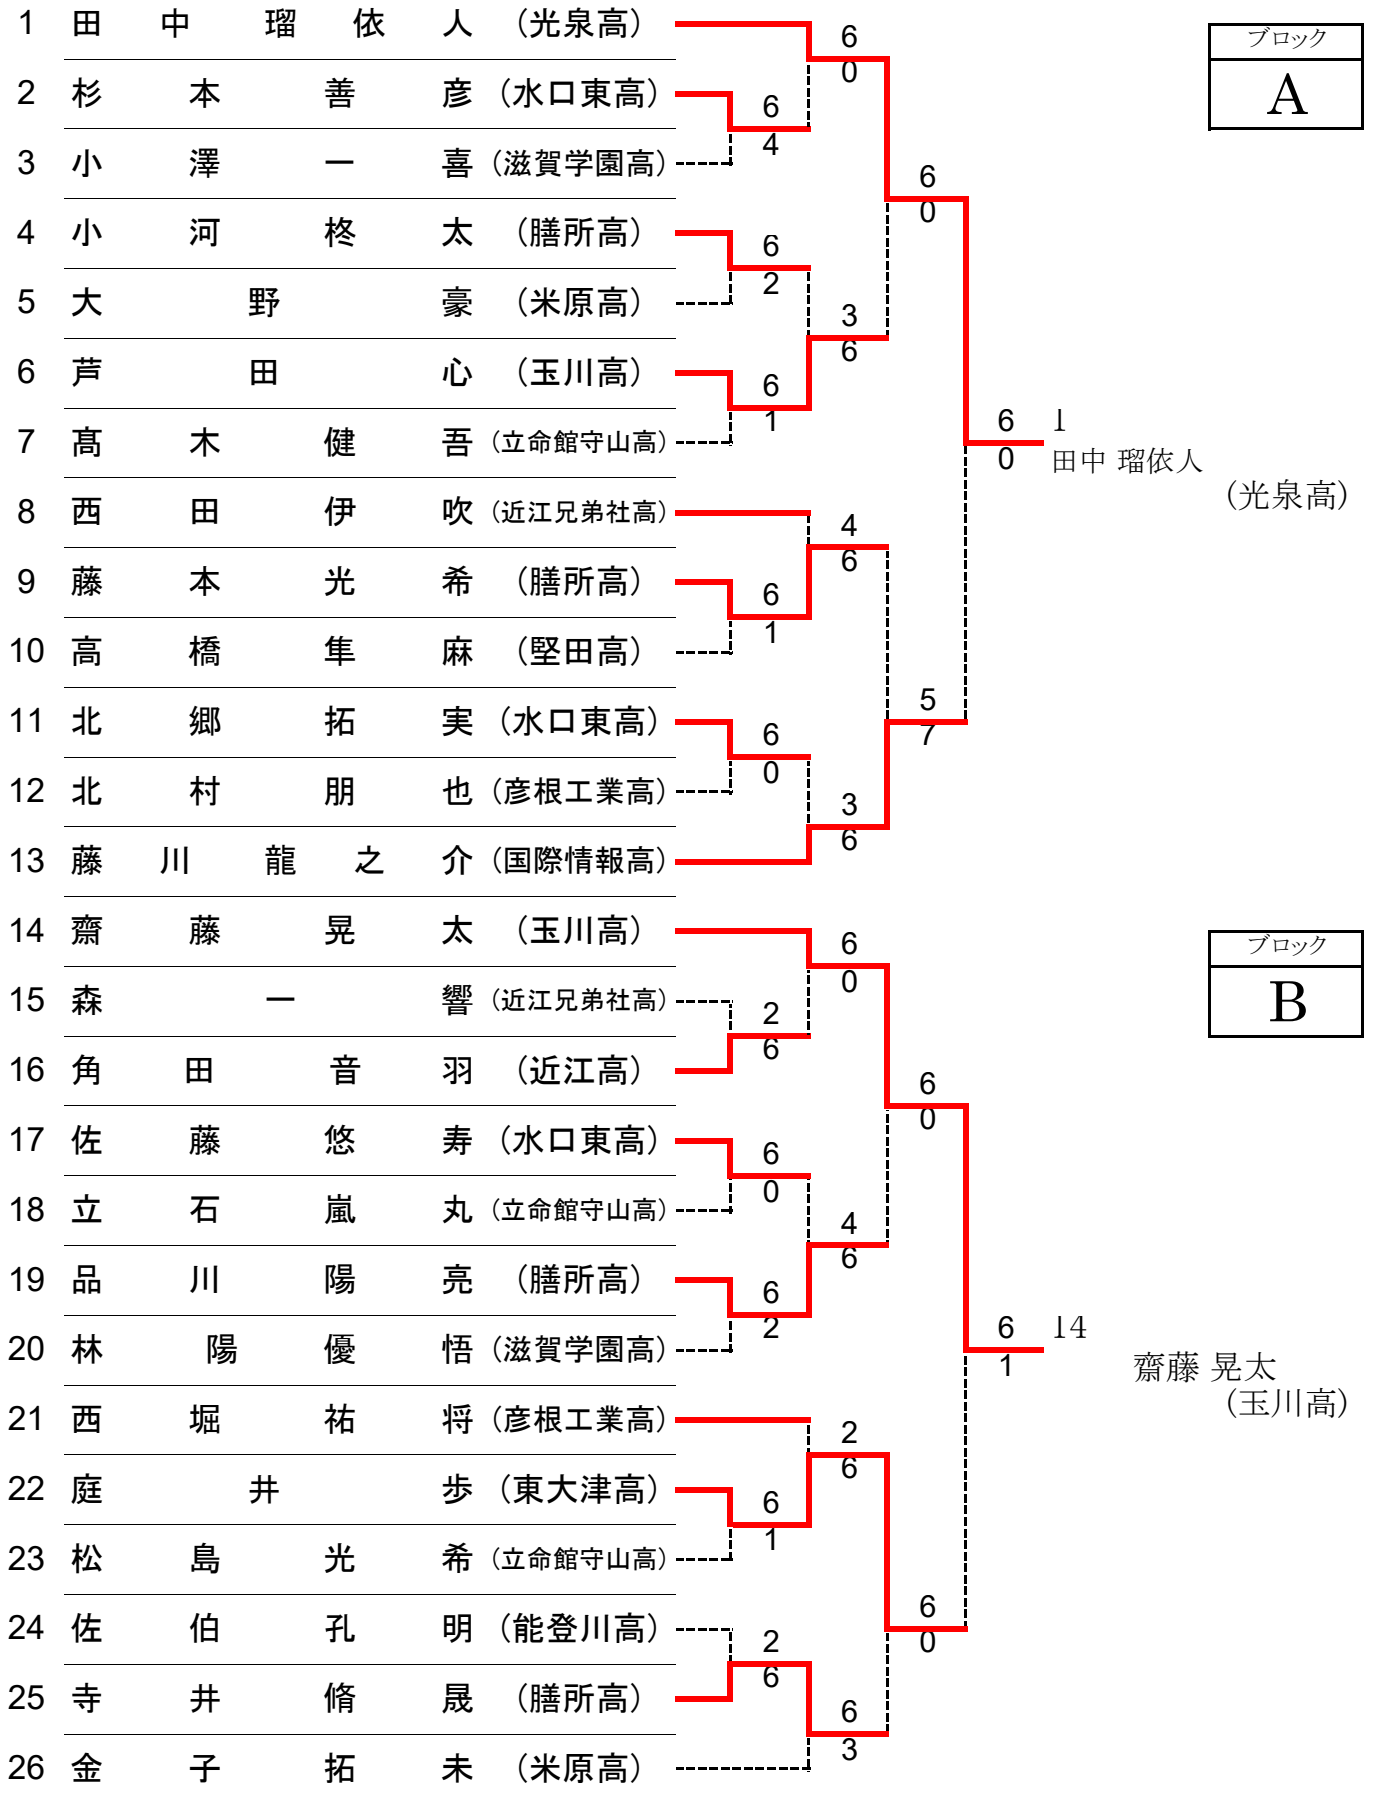 1 田中瑠依人 (光泉高)
2 杉本善彦 (水口東高)
3 小澤一喜 (滋賀学園高)
4 小河柊太 (膳所高)
5 大野豪 (米原高)
6 芦田心 (玉川高)
7 髙木健吾 (立命館守山高)
8 西田伊吹 (近江兄弟社高)
9 藤本光希 (膳所高)
10 高橋隼麻 (堅田高)
11 北郷拓実 (水口東高)
12 北村朋也 (彦根工業高)
13 藤川龍之介 (国際情報高)
14 齋藤晃太 (玉川高)
15 森一響 (近江兄弟社高)
16 角田音羽 (近江高)
17 佐藤悠寿 (水口東高)
18 立石嵐丸 (立命館守山高)
19 品川陽亮 (膳所高)
20 林陽優悟 (滋賀学園高)
21 西堀祐将 (彦根工業高)
22 庭井歩 (東大津高)
23 松島光希 (立命館守山高)
24 佐伯孔明 (能登川高)
25 寺井脩晟 (膳所高)
26 金子拓未 (米原高)
6
4
6
2
6
1
6
1
6
0
2
6
6
0
6
2
6
1
2
6
6
0
3
6
4
6
3
6
6
0
4
6
2
6
6
3
6
0
5
7
6
0
6
0
6
0
6
1
ブロック
A
1
田中 瑠依人
(光泉高)
ブロック
B
14
齋藤 晃太
(玉川高)